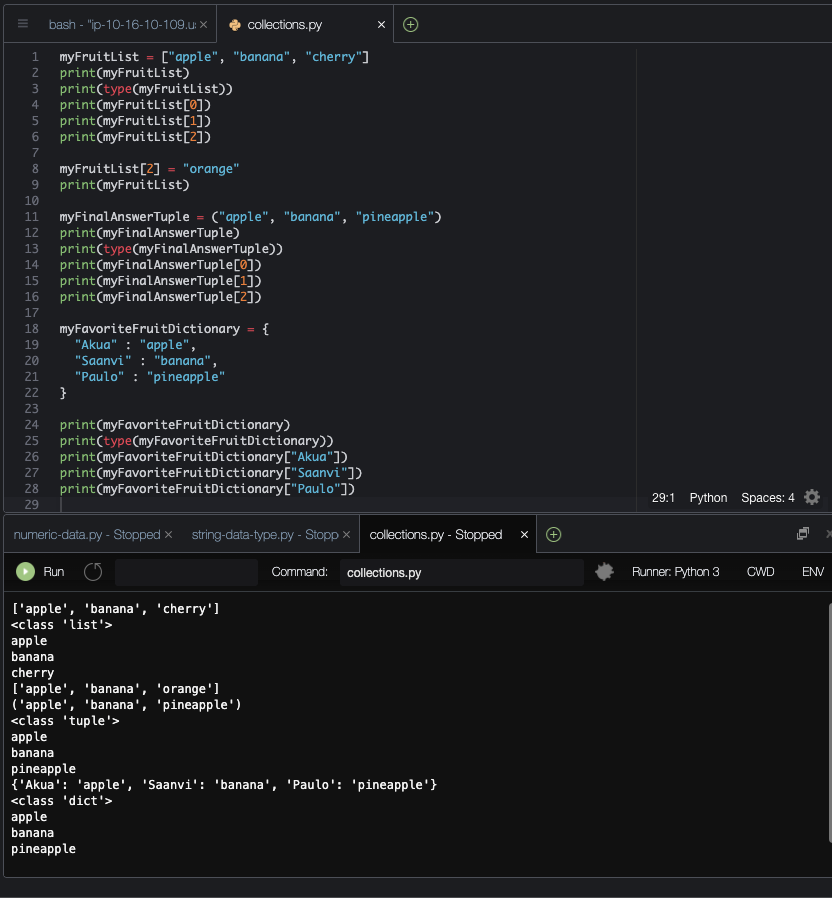 bash - "ip-10-16-10-109.u: ×
collections.py ×
1 myFruitList = ["apple", "banana", "cherry"]
2 print(myFruitList)
3 print(type(myFruitList))
4 print(myFruitList[0])
5 print(myFruitList[1])
6 print(myFruitList[2])
7
8 myFruitList[2] = "orange"
9 print(myFruitList)
10
11 myFinalAnswerTuple = ("apple", "banana", "pineapple")
12 print(myFinalAnswerTuple)
13 print(type(myFinalAnswerTuple))
14 print(myFinalAnswerTuple[0])
15 print(myFinalAnswerTuple[1])
16 print(myFinalAnswerTuple[2])
17
18 myFavoriteFruitDictionary = {
19   "Akua" : "apple",
20   "Saanvi" : "banana",
21   "Paulo" : "pineapple"
22 }
23
24 print(myFavoriteFruitDictionary)
25 print(type(myFavoriteFruitDictionary))
26 print(myFavoriteFruitDictionary["Akua"])
27 print(myFavoriteFruitDictionary["Saanvi"])
28 print(myFavoriteFruitDictionary["Paulo"])
29
29:1 Python Spaces: 4
numeric-data.py - Stopped × string-data-type.py - Stopp × collections.py - Stopped ×
Run Command: collections.py Runner: Python 3 CWD ENV
['apple', 'banana', 'cherry']
<class 'list'>
apple
banana
cherry
['apple', 'banana', 'orange']
('apple', 'banana', 'pineapple')
<class 'tuple'>
apple
banana
pineapple
{'Akua': 'apple', 'Saanvi': 'banana', 'Paulo': 'pineapple'}
<class 'dict'>
apple
banana
pineapple